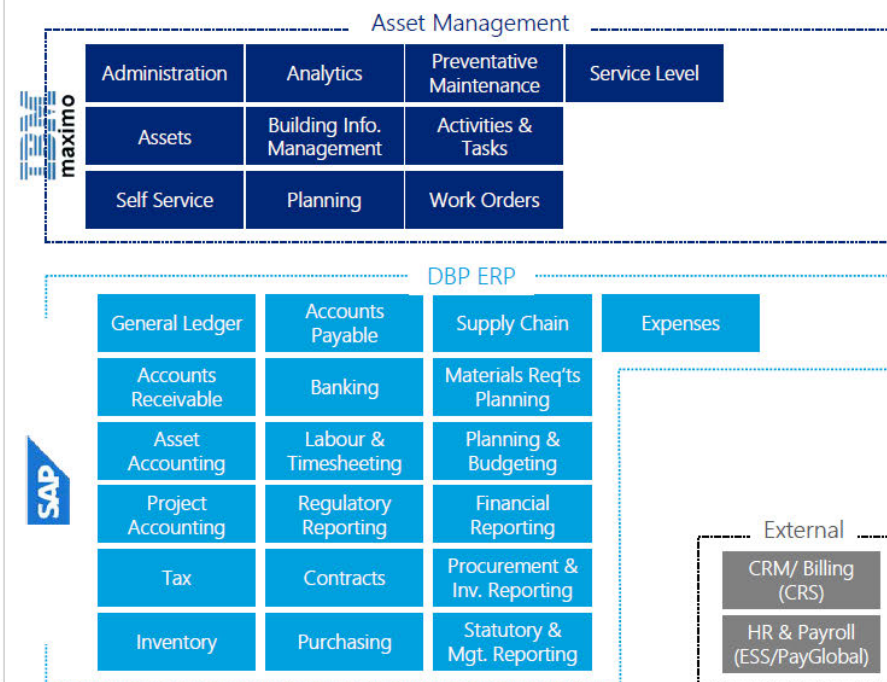 Asset Management
IBM
maximo
Administration
Analytics
Preventative
Maintenance
Service Level
Assets
Building Info.
Management
Activities &
Tasks
Self Service
Planning
Work Orders
DBP ERP
SAP
General Ledger
Accounts
Payable
Supply Chain
Expenses
Accounts
Receivable
Banking
Materials Req'ts
Planning
Asset
Accounting
Labour &
Timesheeting
Planning &
Budgeting
Project
Accounting
Regulatory
Reporting
Financial
Reporting
Tax
Contracts
Procurement &
Inv. Reporting
Inventory
Purchasing
Statutory &
Mgt. Reporting
External
CRM/ Billing
(CRS)
HR & Payroll
(ESS/PayGlobal)